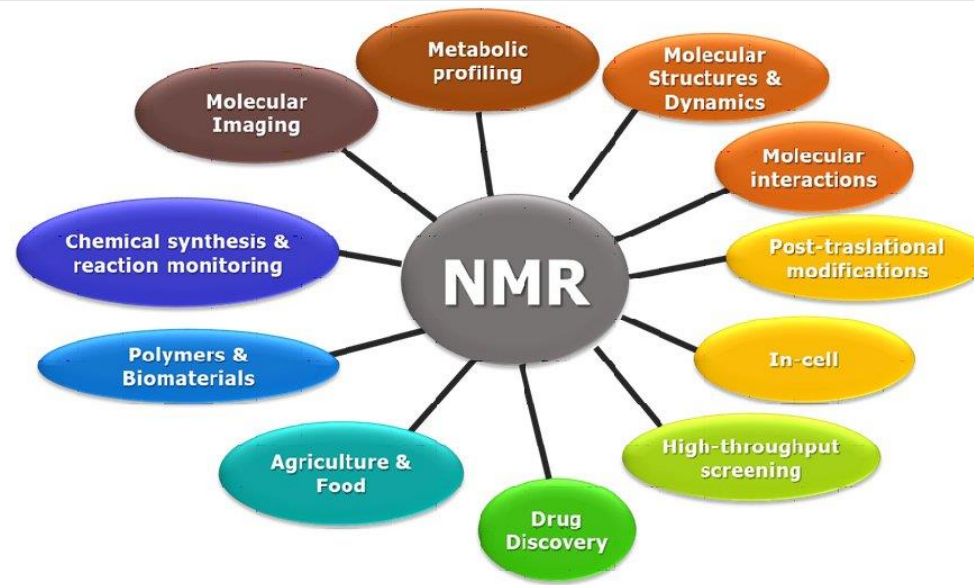 Metabolic
profiling
Molecular
Structures &
Dynamics
Molecular
Imaging
Molecular
interactions
Chemical synthesis &
reaction monitoring
NMR
Post-traslational
modifications
Polymers &
Biomaterials
In-cell
Agriculture &
Food
High-throughput
screening
Drug
Discovery